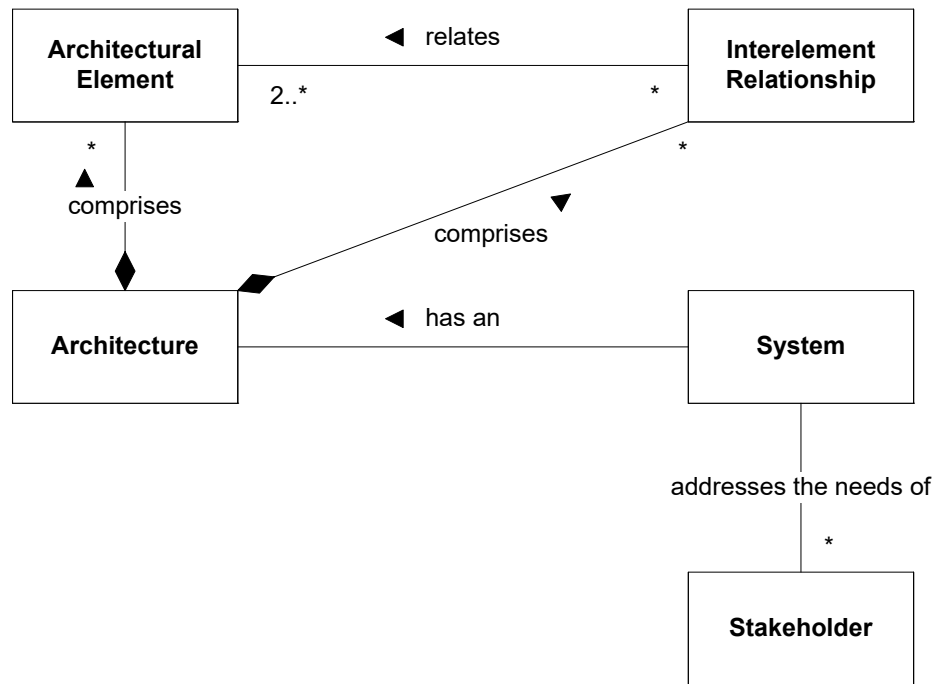 Architectural
Element
◄ relates
2..*
*
Interelement
Relationship
*
▲
comprises
*
▲
comprises
Architecture
◄ has an
System
addresses the needs of
*
Stakeholder